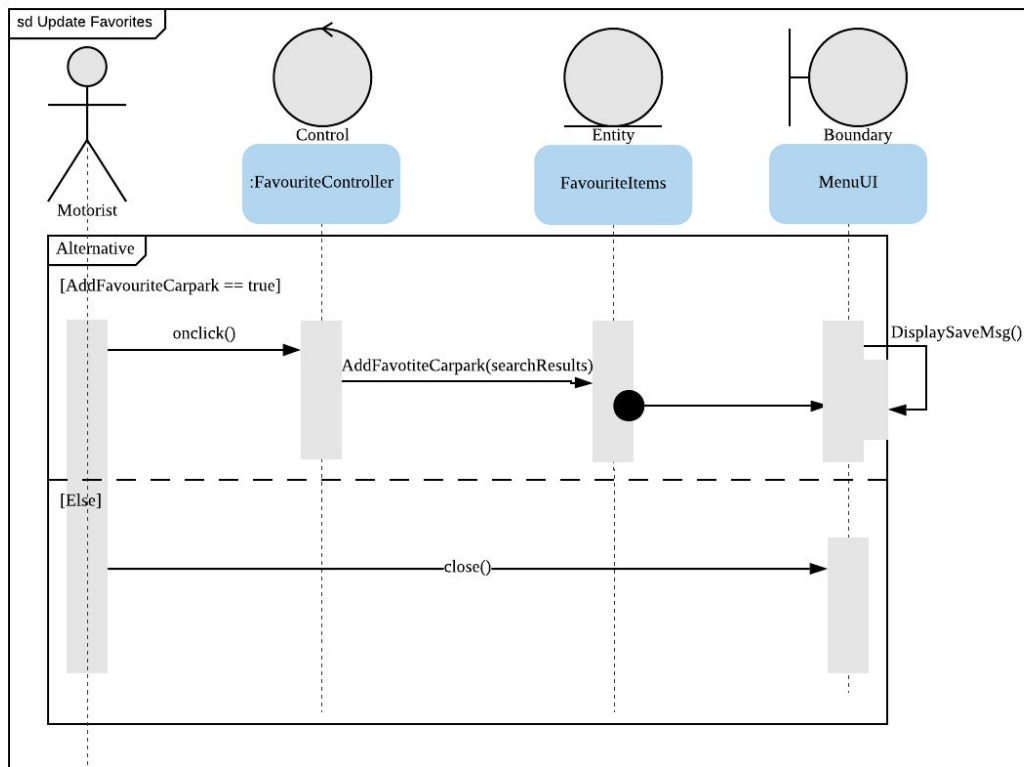 sd Update Favorites
Control
Entity
Boundary
:FavouriteController
FavouriteItems
MenuUI
Motorist
Alternative
[AddFavouriteCarpark == true]
onclick()
DisplaySaveMsg()
AddFavotiteCarpark(searchResults)
[Else]
close()